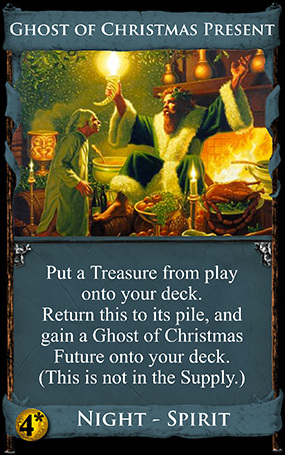 Ghost of Christmas Present
Put a Treasure from play
onto your deck.
Return this to its pile, and
gain a Ghost of Christmas
Future onto your deck.
(This is not in the Supply.)
4*
Night - Spirit